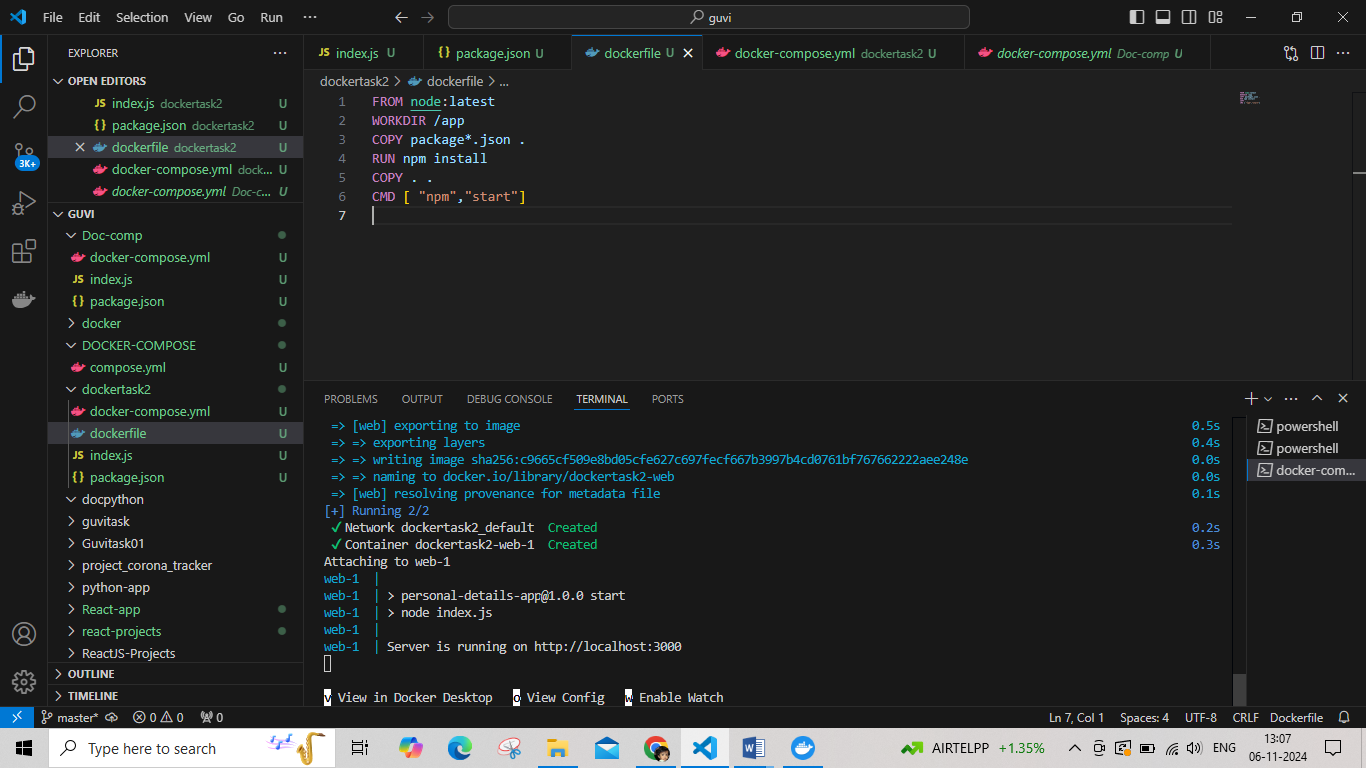 File Edit Selection View Go Run ··· guvi
EXPLORER ···
OPEN EDITORS
JS index.js dockertask2 U
{} package.json dockertask2 U
dockerfile dockertask2 U
docker-compose.yml dock... U
docker-compose.yml Doc-c... U
3K+
GUVI
Doc-comp
docker-compose.yml U
JS index.js U
{} package.json U
docker
DOCKER-COMPOSE
compose.yml U
dockertask2
docker-compose.yml U
dockerfile U
JS index.js U
{} package.json U
docpython
guvitask
Guvitask01
project_corona_tracker
python-app
React-app
react-projects
ReactJS-Projects
OUTLINE
TIMELINE
JS index.js U {} package.json U dockerfile U docker-compose.yml dockertask2 U docker-compose.yml Doc-comp U
dockertask2 > dockerfile > ...
1 FROM node:latest
2 WORKDIR /app
3 COPY package*.json .
4 RUN npm install
5 COPY . .
6 CMD [ "npm","start"]
7
PROBLEMS OUTPUT DEBUG CONSOLE TERMINAL PORTS
=> [web] exporting to image 0.5s
=> => exporting layers 0.4s
=> => writing image sha256:c9665cf509e8bd05cfe627c697fecf667b3997b4cd0761bf767662222aee248e 0.0s
=> => naming to docker.io/library/dockertask2-web 0.0s
=> [web] resolving provenance for metadata file 0.1s
[+] Running 2/2
✓ Network dockertask2_default Created 0.2s
✓ Container dockertask2-web-1 Created 0.3s
Attaching to web-1
web-1 |
web-1 | > personal-details-app@1.0.0 start
web-1 | > node index.js
web-1 |
web-1 | Server is running on http://localhost:3000
v View in Docker Desktop o View Config w Enable Watch
powershell
powershell
docker-com...
master* 0 0 0 Ln 7, Col 1 Spaces: 4 UTF-8 CRLF Dockerfile
Type here to search AIRTELPP +1.35% ENG 13:07
06-11-2024